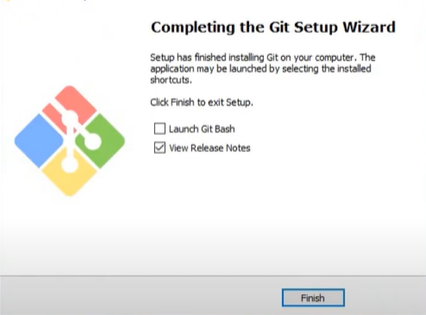 Completing the Git Setup Wizard
Setup has finished installing Git on your computer. The
application may be launched by selecting the installed
shortcuts.
Click Finish to exit Setup.
Launch Git Bash
View Release Notes
Finish